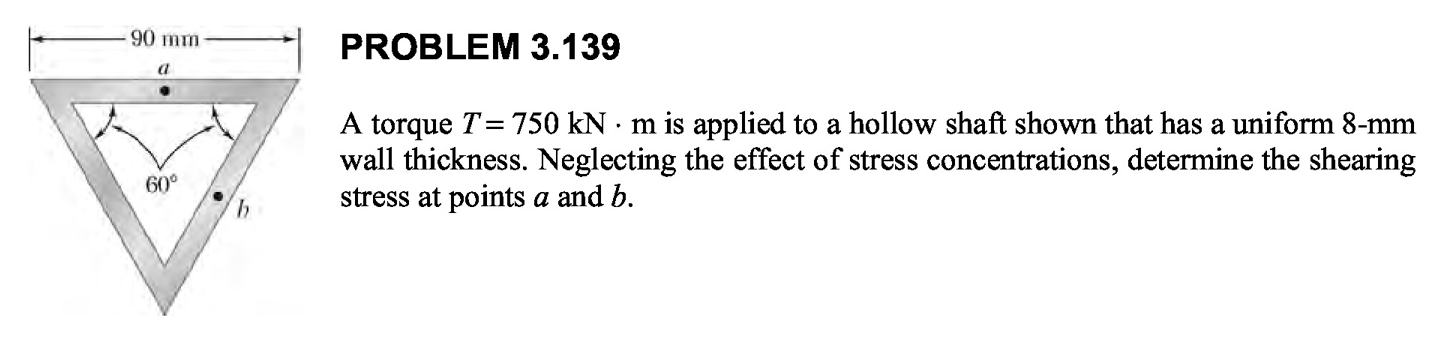 90 mm
a
60°
b
PROBLEM 3.139
A torque T = 750 kN · m is applied to a hollow shaft shown that has a uniform 8-mm
wall thickness. Neglecting the effect of stress concentrations, determine the shearing
stress at points a and b.